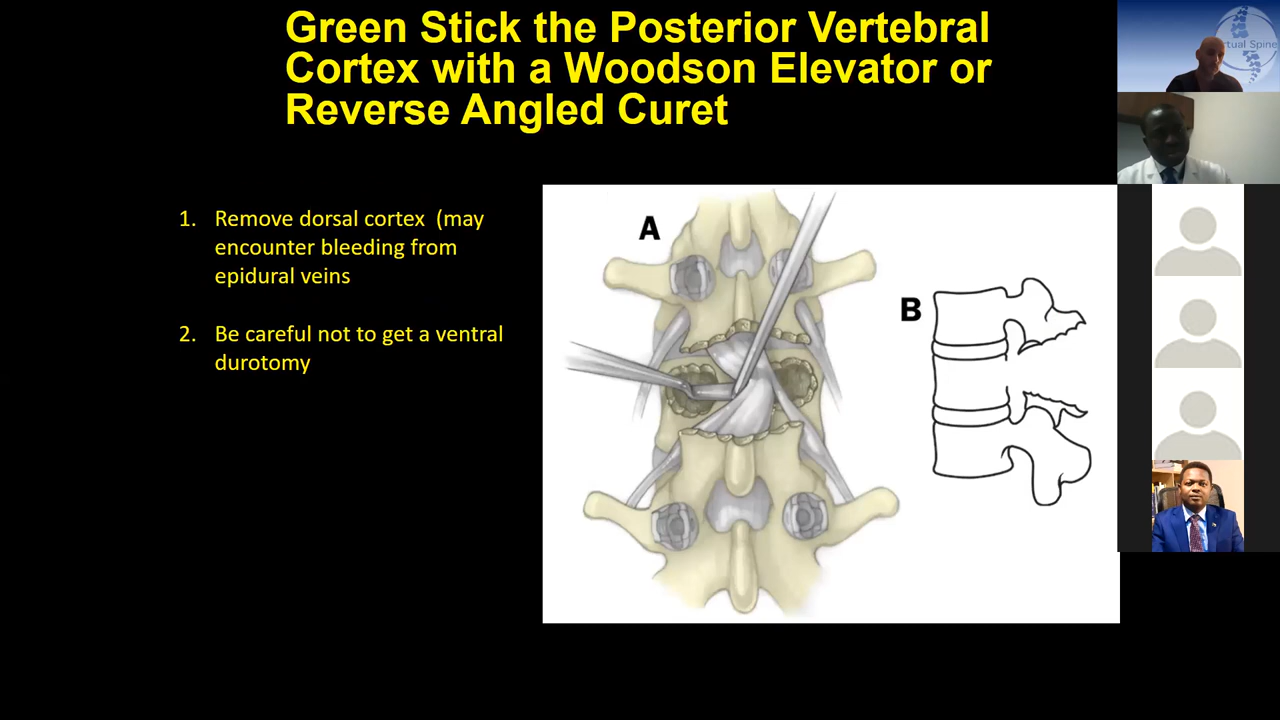 Green Stick the Posterior Vertebral
Cortex with a Woodson Elevator or
Reverse Angled Curet
1. Remove dorsal cortex (may
encounter bleeding from
epidural veins
2. Be careful not to get a ventral
durotomy
A
B
Spine